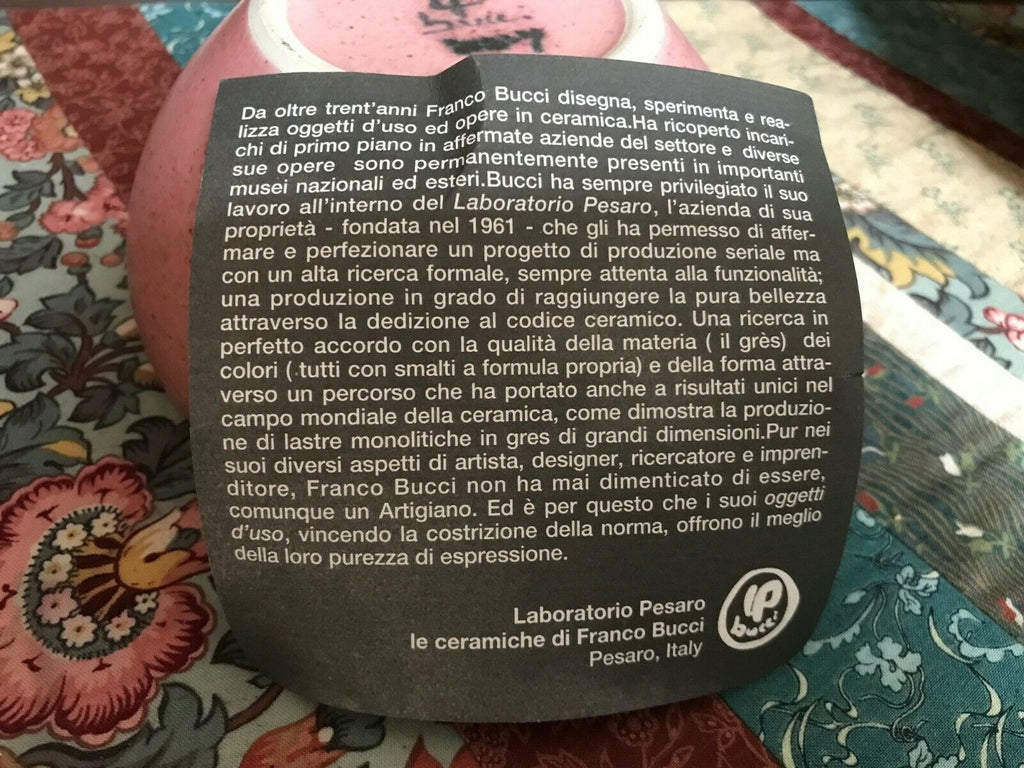 bucci
Da oltre trent'anni Franco Bucci disegna, sperimenta e rea-
lizza oggetti d'uso ed opere in ceramica.Ha ricoperto incari-
chi di primo piano in affermate aziende del settore e diverse
sue opere sono permanentemente presenti in importanti
musei nazionali ed esteri.Bucci ha sempre privilegiato il suo
lavoro all'interno del Laboratorio Pesaro, l'azienda di sua
proprietà - fondata nel 1961 - che gli ha permesso di affer-
mare e perfezionare un progetto di produzione seriale ma
con un alta ricerca formale, sempre attenta alla funzionalità;
una produzione in grado di raggiungere la pura bellezza
attraverso la dedizione al codice ceramico. Una ricerca in
perfetto accordo con la qualità della materia ( il grès) dei
colori ( tutti con smalti a formula propria) e della forma attra-
verso un percorso che ha portato anche a risultati unici nel
campo mondiale della ceramica, come dimostra la produzio-
ne di lastre monolitiche in gres di grandi dimensioni.Pur nei
suoi diversi aspetti di artista, designer, ricercatore e impren-
ditore, Franco Bucci non ha mai dimenticato di essere,
comunque un Artigiano. Ed è per questo che i suoi oggetti
d'uso, vincendo la costrizione della norma, offrono il meglio
della loro purezza di espressione.
Laboratorio Pesaro
le ceramiche di Franco Bucci
Pesaro, Italy
LP
bucci